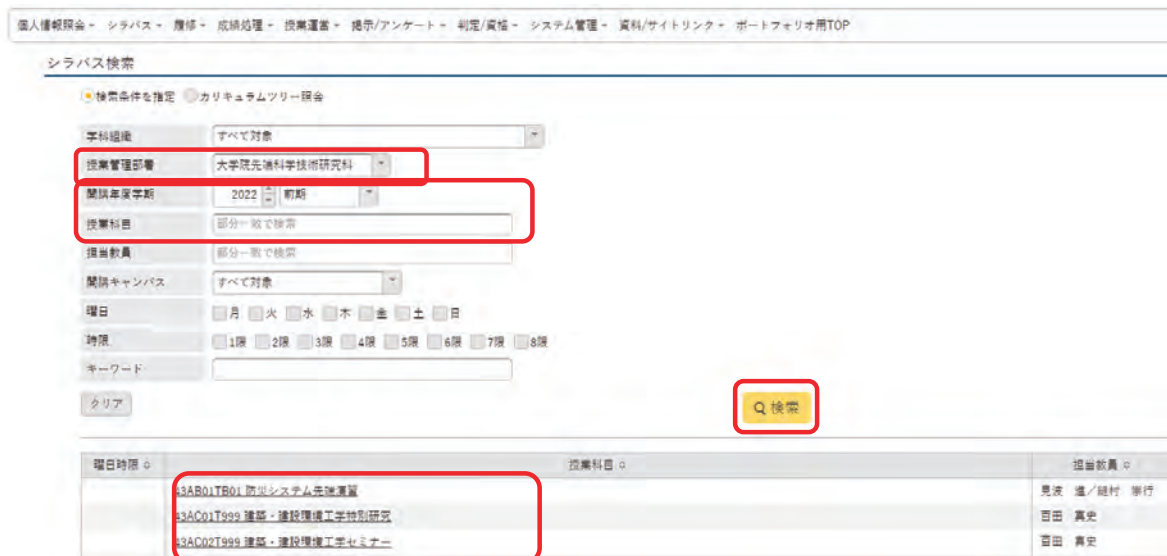 個人情報照会 シラバス 履修 成績処理 授業運営 掲示/アンケート 判定/資格 システム管理 資料/サイトリンク ポートフォリオ用TOP
シラバス検索
検索条件を指定 カリキュラムツリー照会
学科組織 すべて対象
授業管理部署 大学院先端科学技術研究科
開講年度学期 2022 前期
授業科目 部分一致で検索
担当教員 部分一致で検索
開講キャンパス すべて対象
曜日 月 火 水 木 金 土 日
時限 1限 2限 3限 4限 5限 6限 7限 8限
キーワード
クリア 検索
曜日時限 授業科目 担当教員
43AB01TB01 防災システム先端演習 見波 進/
43AC01T999 建築・建設環境工学特別研究 百田 真史
43AC02T999 建築・建設環境工学セミナー 百田 真史